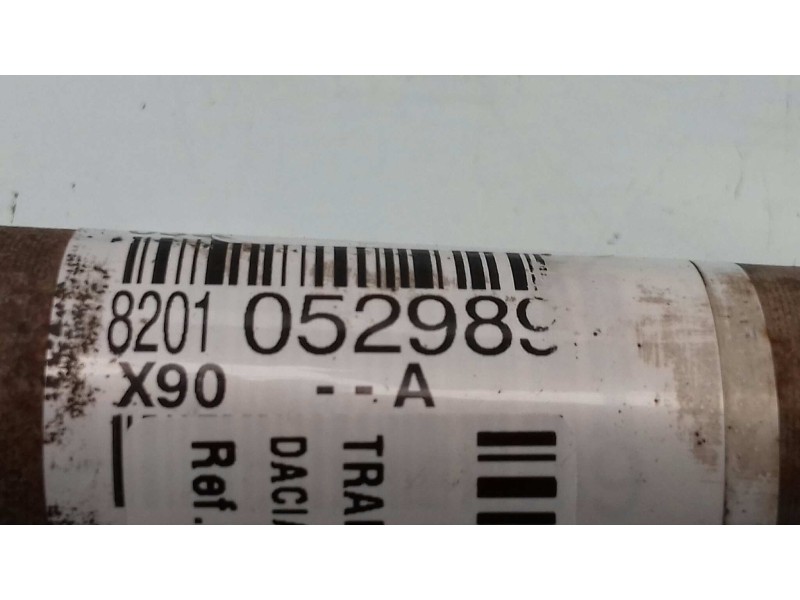 8201 052989
X90 --A
TRA
DACIA
Ref.